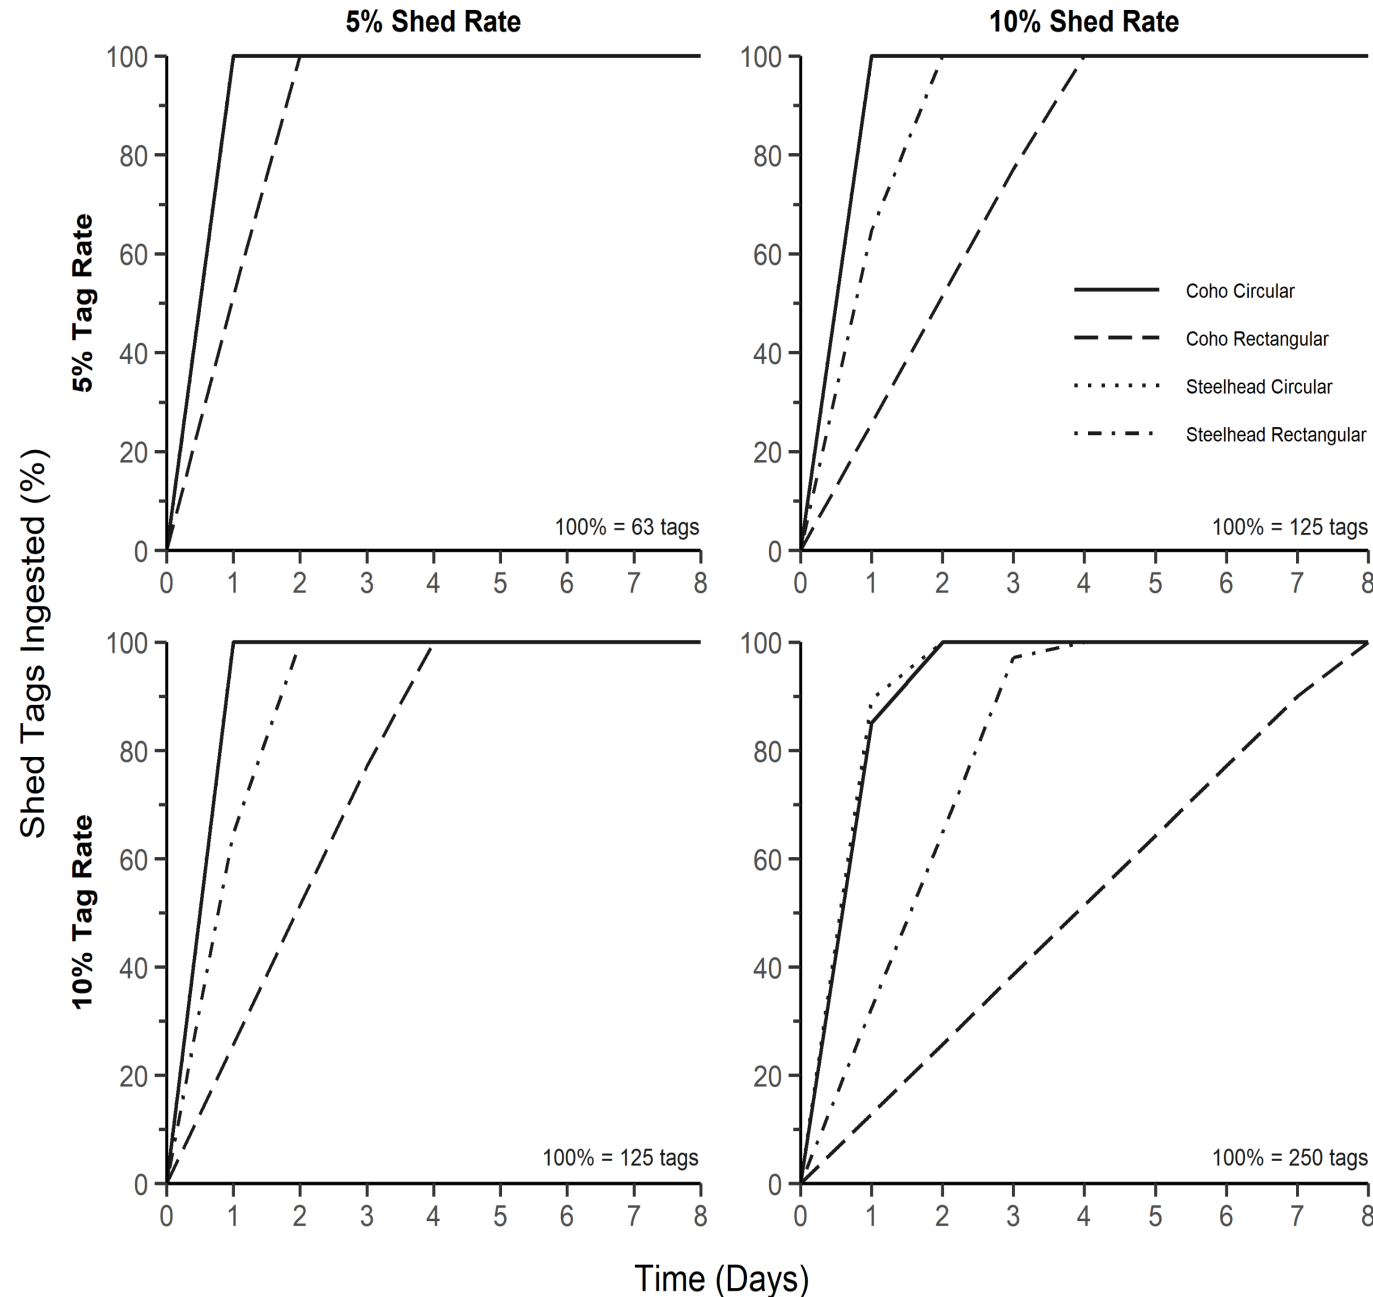 5% Shed Rate
10% Shed Rate
5% Tag Rate
100
80
60
40
20
0
0 1 2 3 4 5 6 7 8
100% = 63 tags
100
80
60
40
20
0
0 1 2 3 4 5 6 7 8
Coho Circular
Coho Rectangular
Steelhead Circular
Steelhead Rectangular
100% = 125 tags
Shed Tags Ingested (%)
10% Tag Rate
100
80
60
40
20
0
0 1 2 3 4 5 6 7 8
100% = 125 tags
100
80
60
40
20
0
0 1 2 3 4 5 6 7 8
100% = 250 tags
Time (Days)